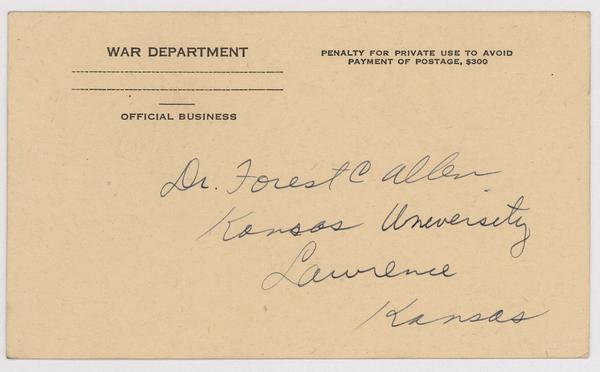 WAR DEPARTMENT
PENALTY FOR PRIVATE USE TO AVOID
PAYMENT OF POSTAGE, $300
OFFICIAL BUSINESS
Dr. Forest C Allen
Kansas University
Lawrence
Kansas